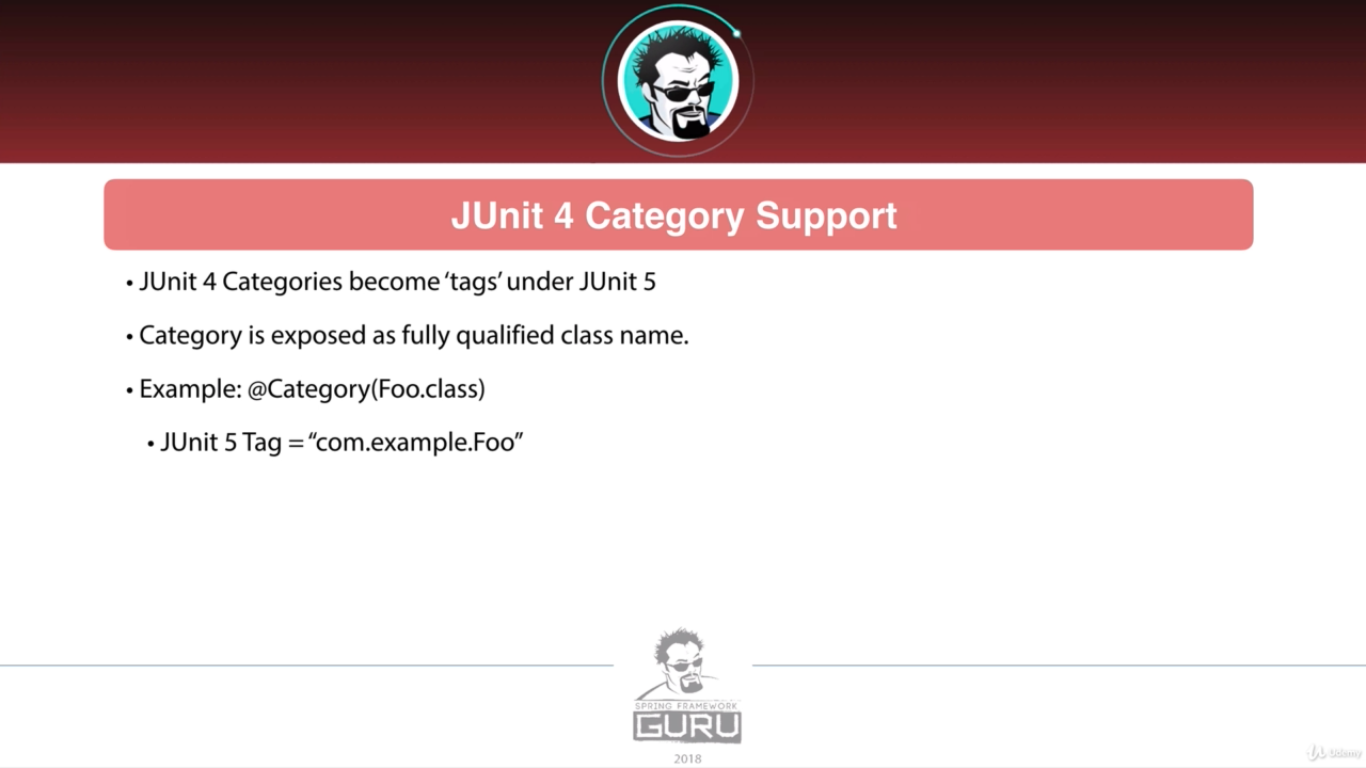 JUnit 4 Category Support
• JUnit 4 Categories become ‘tags’ under JUnit 5
• Category is exposed as fully qualified class name.
• Example: @Category(Foo.class)
• JUnit 5 Tag = “com.example.Foo”
SPRING FRAMEWORK
GURU
2018
Udemy